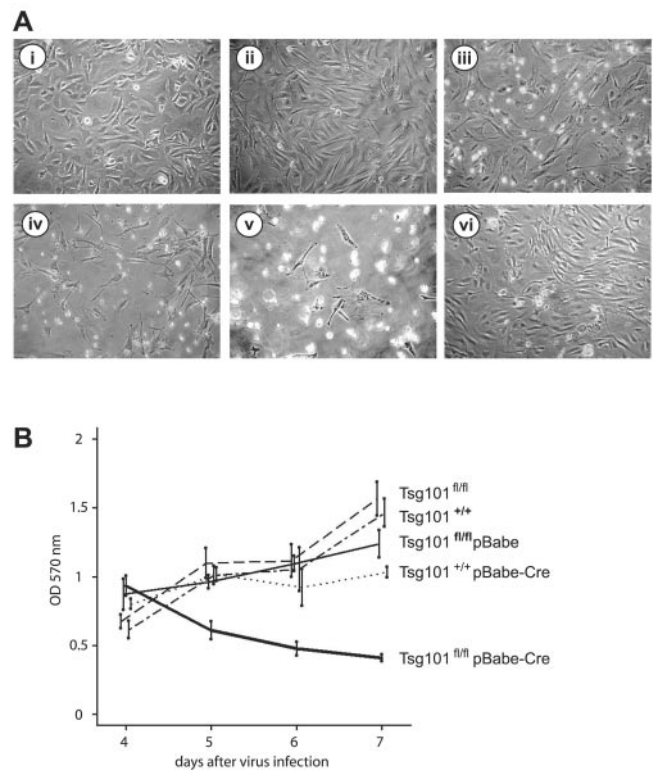 A
i
ii
iii
iv
v
vi
B
2
1.5
1
0.5
0
OD 570 nm
4 5 6 7
days after virus infection
Tsg101 fl/fl
Tsg101 +/+
Tsg101 fl/fl pBabe
Tsg101 +/+ pBabe-Cre
Tsg101 fl/fl pBabe-Cre